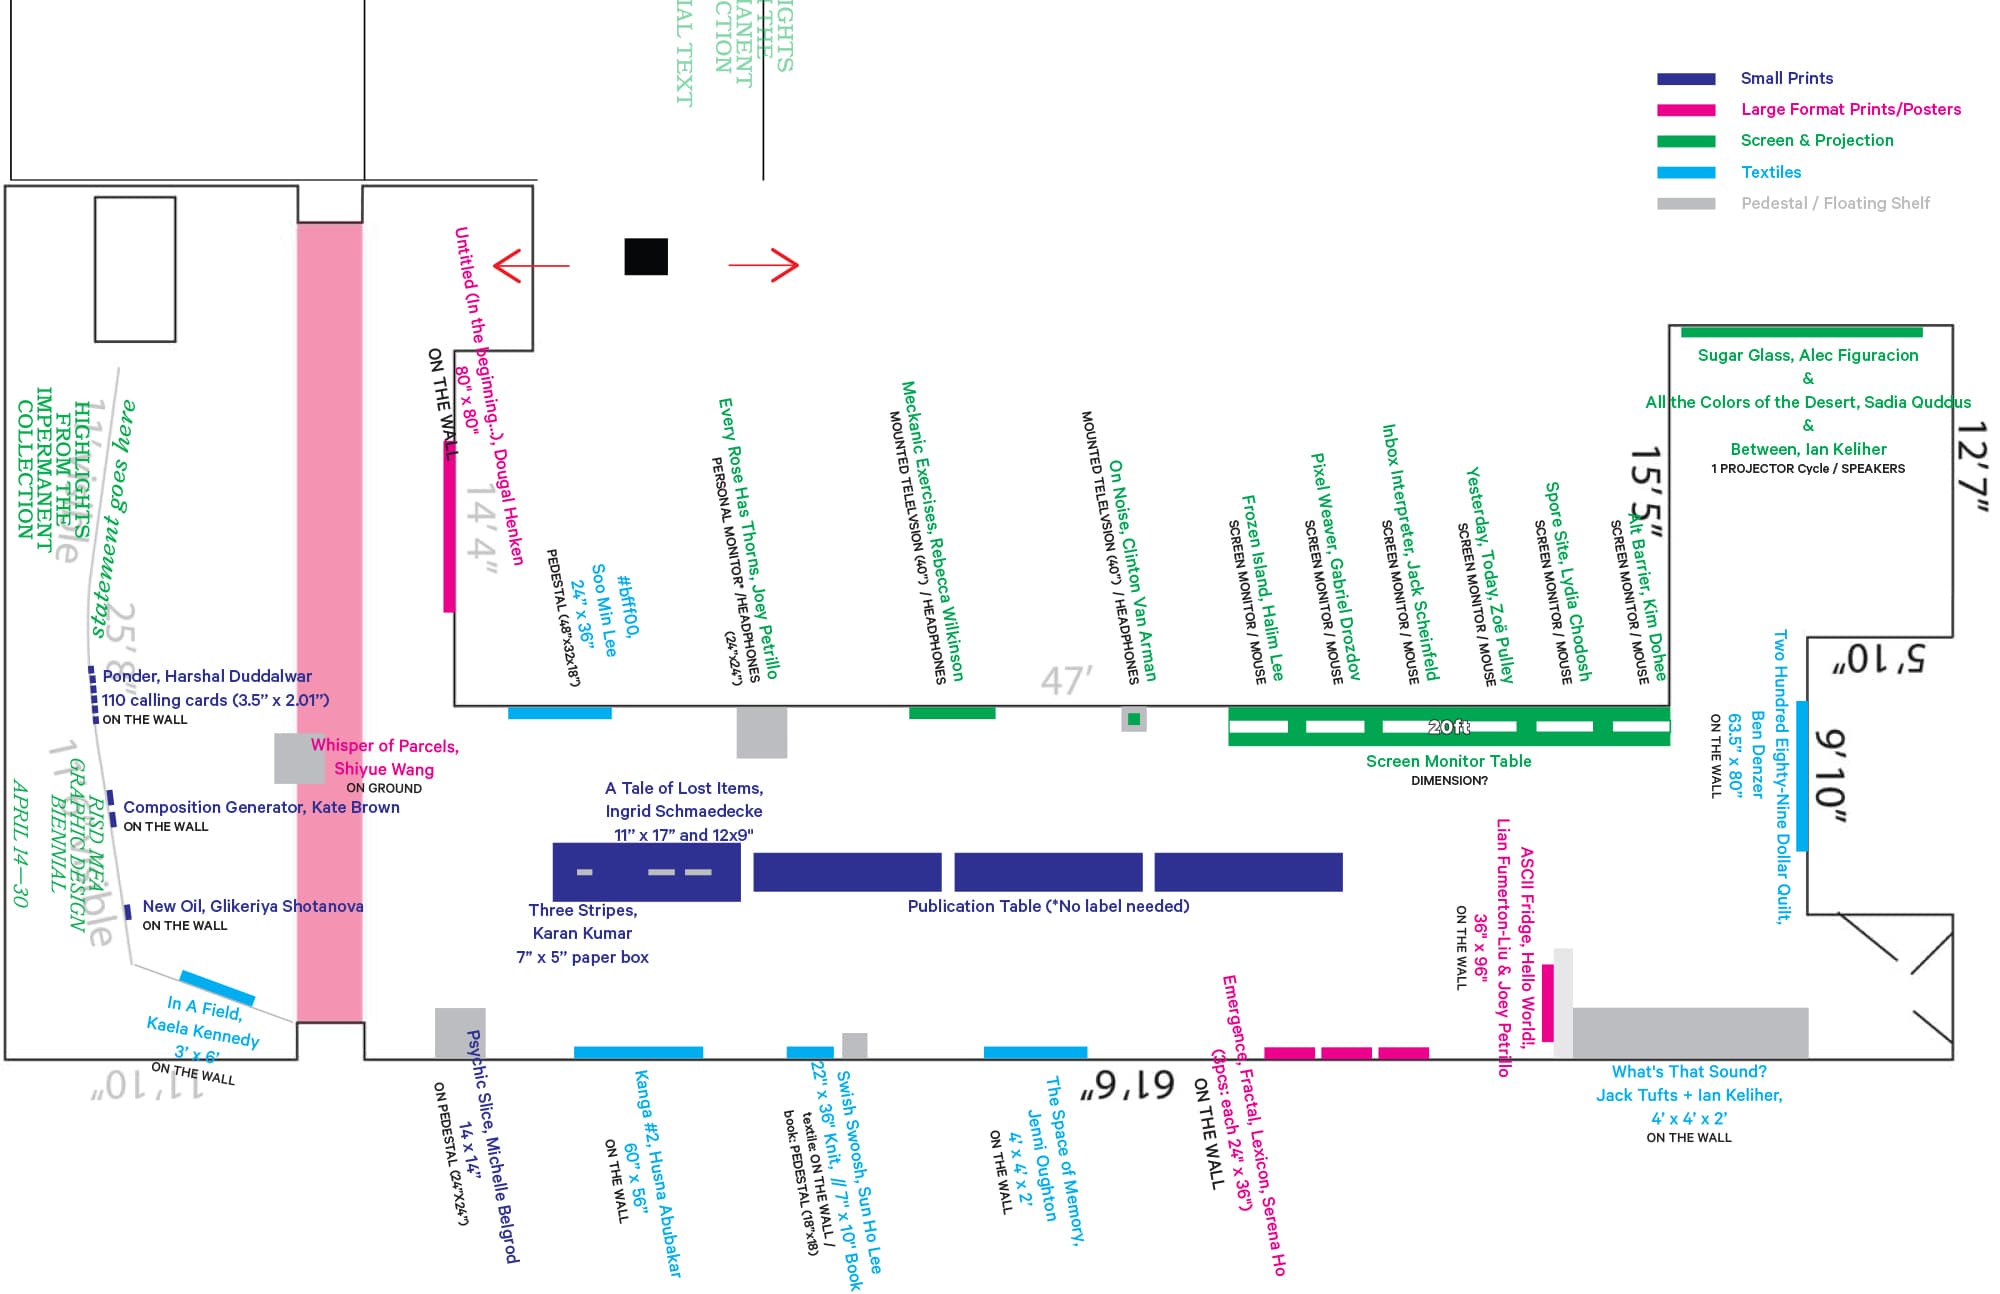 IGHTS
THE
MANENT
CTION
IAL TEXT
Small Prints
Large Format Prints/Posters
Screen & Projection
Textiles
Pedestal / Floating Shelf
HIGHLIGHTS
FROM THE
IMPERMANENT
COLLECTION
statement goes here
25' 8"
RISD MFA
GRAPHIC DESIGN
BIENNIAL
APRIL 14—30
Ponder, Harshal Duddalwar
110 calling cards (3.5” x 2.01”)
ON THE WALL
Whisper of Parcels,
Shiyue Wang
ON GROUND
Composition Generator, Kate Brown
ON THE WALL
New Oil, Glikeriya Shotanova
ON THE WALL
In A Field,
Kaela Kennedy
3’ x 6’
ON THE WALL
11’10”
Untitled (In the beginning...), Dougal Henken
80" x 80"
ON THE WALL
14’ 4”
#bfff00,
Soo Min Lee
24” x 36”
PEDESTAL (48"x32x18")
Every Rose Has Thorns, Joey Petrillo
PERSONAL MONITOR* /HEADPHONES
(24"x24")
Meckanic Exercises, Rebecca Wilkinson
MOUNTED TELELVSION (40”) / HEADPHONES
47’
On Noise, Clinton Van Arman
MOUNTED TELELVSION (40”) / HEADPHONES
Frozen Island, Halim Lee
SCREEN MONITOR / MOUSE
Pixel Weaver, Gabriel Drozdov
SCREEN MONITOR / MOUSE
Inbox Interpreter, Jack Scheinfeld
SCREEN MONITOR / MOUSE
Yesterday, Today, Zoë Pulley
SCREEN MONITOR / MOUSE
Spore Site, Lydia Chodosh
SCREEN MONITOR / MOUSE
Alt Barrier, Kim Dohee
SCREEN MONITOR / MOUSE
20ft
Screen Monitor Table
DIMENSION?
15’5”
Sugar Glass, Alec Figuracion
&
All the Colors of the Desert, Sadia Quddus
&
Between, Ian Keliher
1 PROJECTOR Cycle / SPEAKERS
12’7”
5’10”
Two Hundred Eighty-Nine Dollar Quilt,
Ben Denzer
63.5” x 80”
ON THE WALL
9’10”
A Tale of Lost Items,
Ingrid Schmaedecke
11” x 17” and 12x9"
Three Stripes,
Karan Kumar
7” x 5” paper box
Publication Table (*No label needed)
ASCII Fridge, Hello World!,
Lian Fumerton-Liu & Joey Petrillo
36" x 96"
ON THE WALL
Psychic Slice, Michelle Belgrod
14 x 14”
ON PEDESTAL (24"X24")
Kanga #2, Husna Abubakar
60” x 56”
ON THE WALL
Swish Swoosh, Sun Ho Lee
22" x 36" Knit, // 7" x 10" Book
textile: ON THE WALL /
book: PEDESTAL (18"x18)
The Space of Memory,
Jenni Oughton
4’ x 4’ x 2’
ON THE WALL
61’6”
Emergence, Fractal, Lexicon, Serena Ho
(3pcs: each 24" x 36")
ON THE WALL
What's That Sound?
Jack Tufts + Ian Keliher,
4’ x 4’ x 2’
ON THE WALL